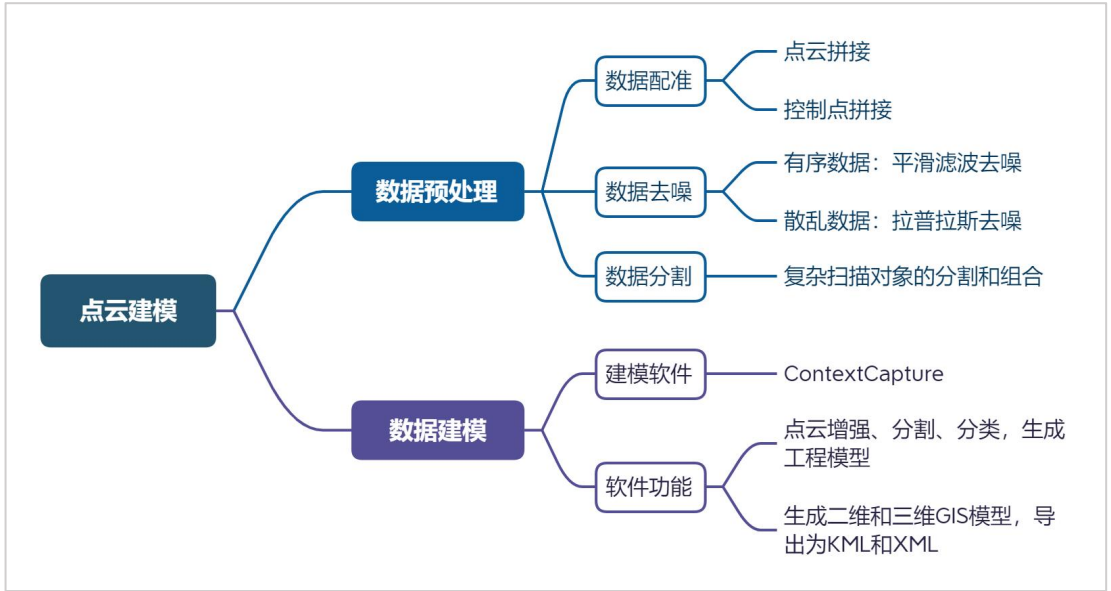 点云建模
数据预处理
数据配准
点云拼接
控制点拼接
数据去噪
有序数据：平滑滤波去噪
散乱数据：拉普拉斯去噪
数据分割
复杂扫描对象的分割和组合
数据建模
建模软件
ContextCapture
软件功能
点云增强、分割、分类，生成
工程模型
生成二维和三维GIS模型，导
出为KML和XML